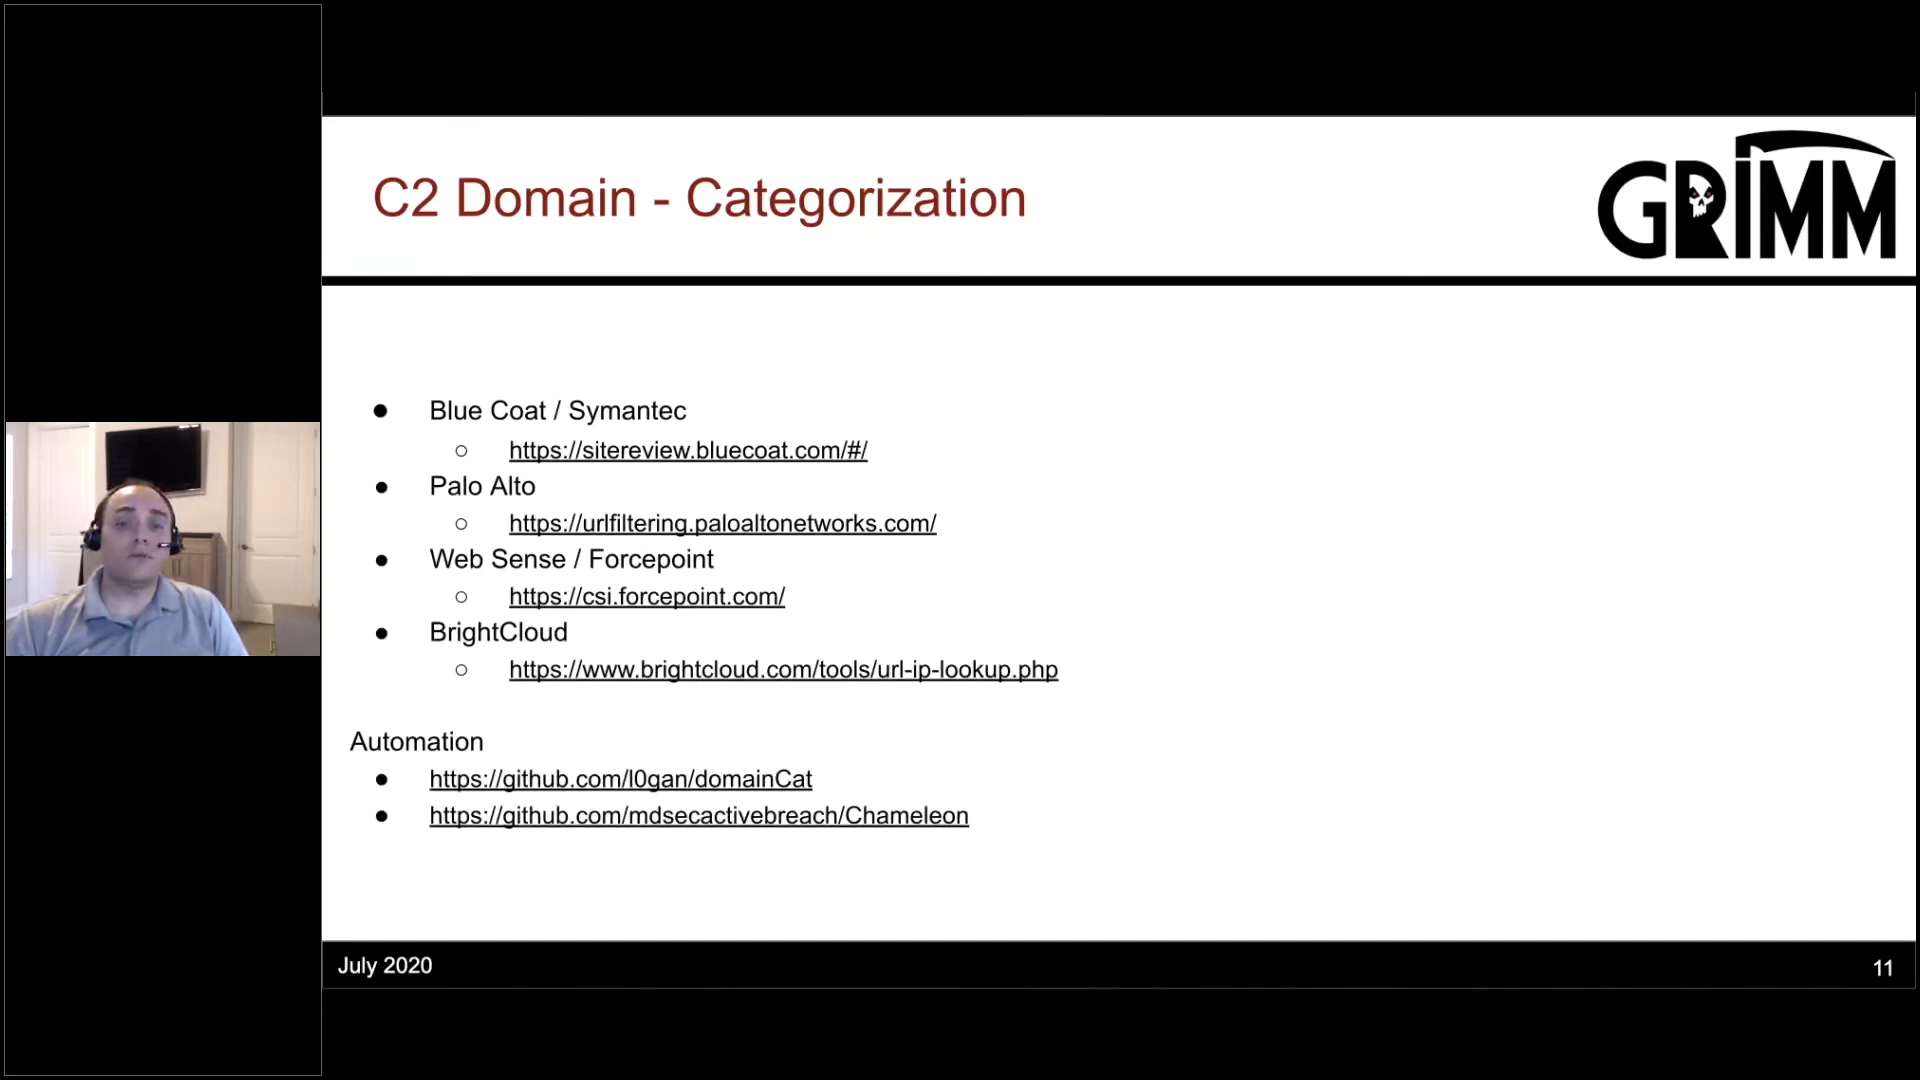 C2 Domain - Categorization
GRIMM
● Blue Coat / Symantec
○ https://sitereview.bluecoat.com/#/
● Palo Alto
○ https://urlfiltering.paloaltonetworks.com/
● Web Sense / Forcepoint
○ https://csi.forcepoint.com/
● BrightCloud
○ https://www.brightcloud.com/tools/url-ip-lookup.php
Automation
● https://github.com/l0gan/domainCat
● https://github.com/mdsecactivebreach/Chameleon
July 2020
11